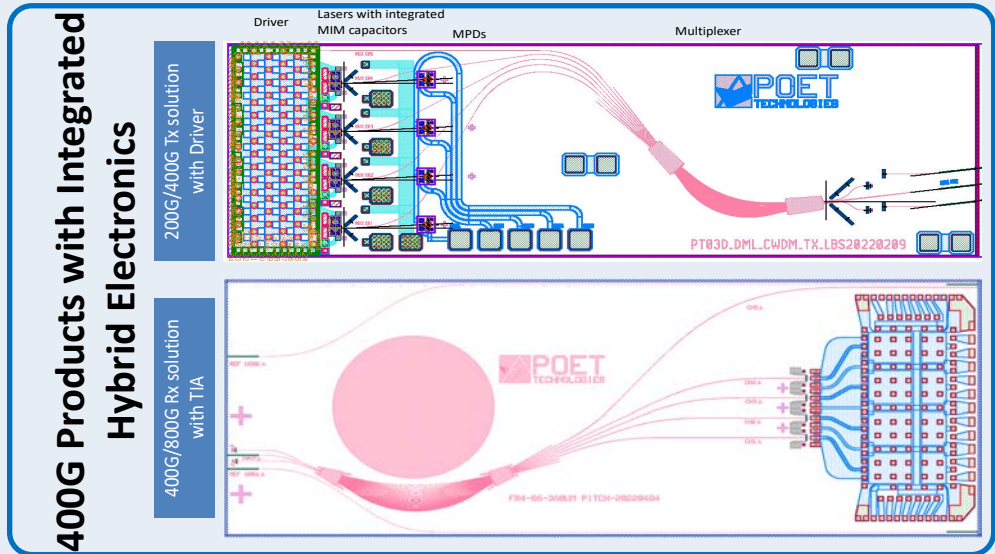 400G Products with Integrated
Hybrid Electronics
200G/400G Tx solution
with Driver
Driver
Lasers with integrated
MIM capacitors
MPDs
Multiplexer
POET
TECHNOLOGIES
PT03D_DML_CWDM_TX_LBS20220209
400G/800G Rx solution
with TIA
POET
TECHNOLOGIES